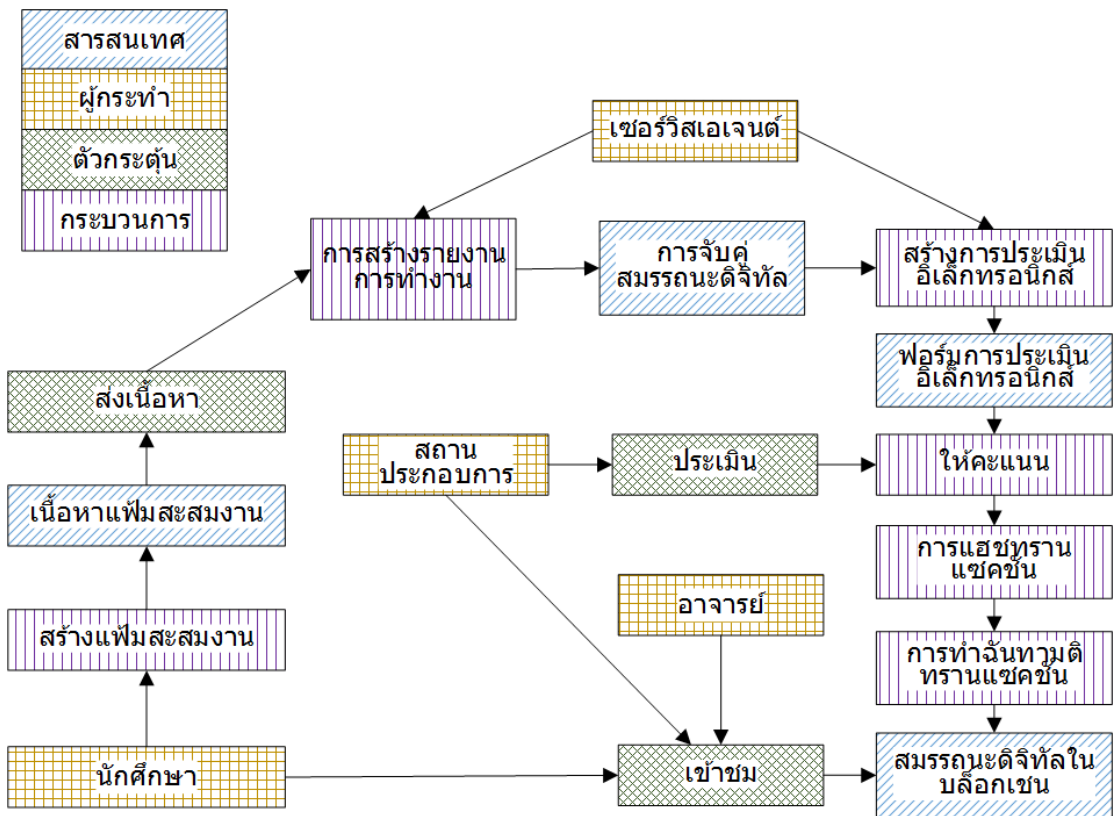 สารสนเทศ
ผู้กระทำ
ตัวกระตุ้น
กระบวนการ
เซอร์วิสเอเจนต์
การสร้างรายงาน
การทำงาน
การจับคู่
สมรรถนะดิจิทัล
สร้างการประเมิน
อิเล็กทรอนิกส์
ฟอร์มการประเมิน
อิเล็กทรอนิกส์
ส่งเนื้อหา
สถาน
ประกอบการ
ประเมิน
ให้คะแนน
เนื้อหาแฟ้มสะสมงาน
การแฮชทราน
แซคชั่น
อาจารย์
สร้างแฟ้มสะสมงาน
การทำฉันทามติ
ทรานแซคชั่น
นักศึกษา
เข้าชม
สมรรถนะดิจิทัลใน
บล็อกเชน